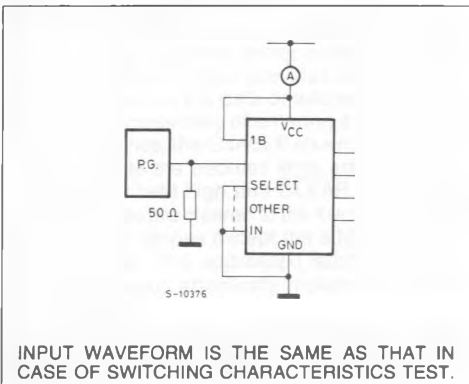 A
VCC
1B
P.G.
SELECT
50 Ω
OTHER
IN
GND
S-10376
INPUT WAVEFORM IS THE SAME AS THAT IN
CASE OF SWITCHING CHARACTERISTICS TEST.